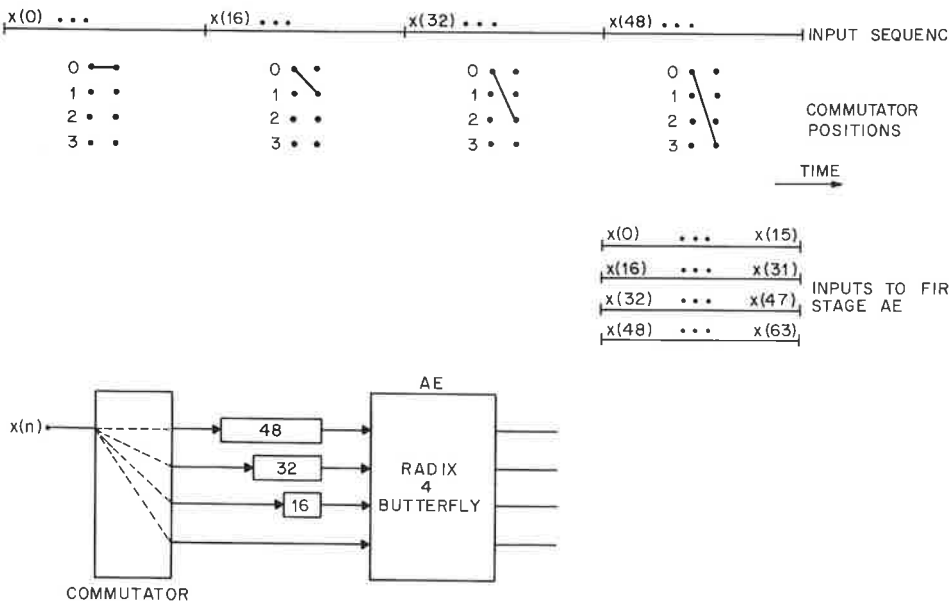 x(0) ••• x(16) ••• x(32) ••• x(48) •••
INPUT SEQUENC
0 0 0 0
1 1 1 1
2 2 2 2
3 3 3 3
COMMUTATOR
POSITIONS
TIME
x(0) ••• x(15)
x(16) ••• x(31)
x(32) ••• x(47)
x(48) ••• x(63)
INPUTS TO FIR
STAGE AE
AE
x(n)
48
32
16
RADIX
4
BUTTERFLY
COMMUTATOR